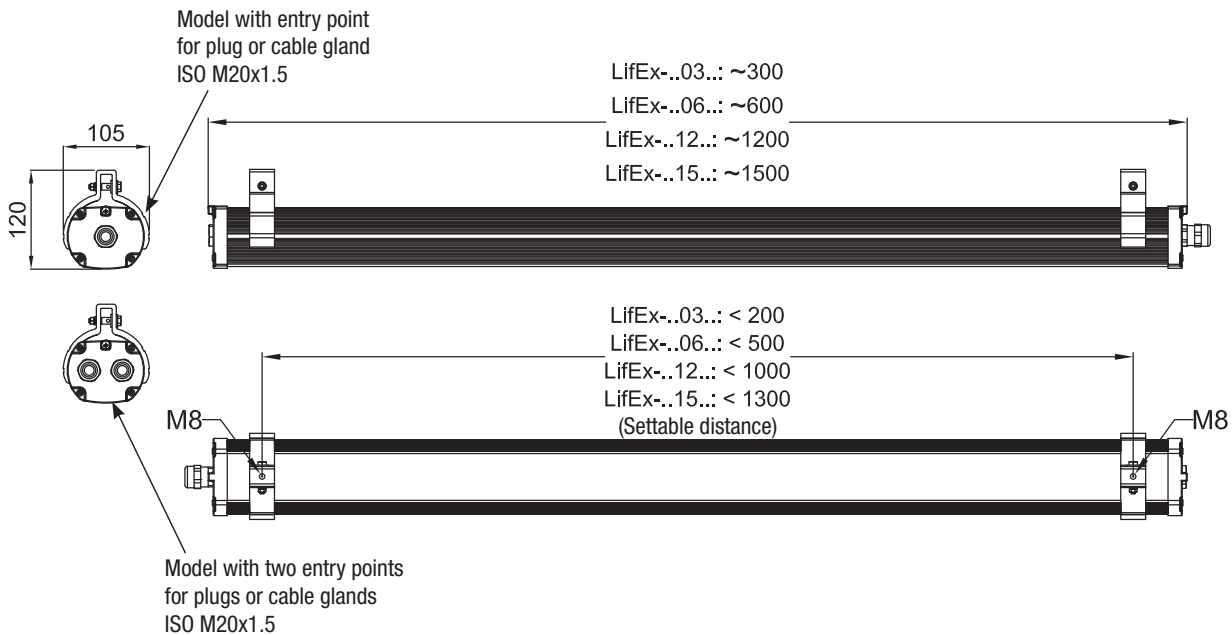 Model with entry point
for plug or cable gland
ISO M20x1.5
105
120
LifEx-..03..: ~300
LifEx-..06..: ~600
LifEx-..12..: ~1200
LifEx-..15..: ~1500
LifEx-..03..: < 200
LifEx-..06..: < 500
LifEx-..12..: < 1000
LifEx-..15..: < 1300
(Settable distance)
M8
M8
Model with two entry points
for plugs or cable glands
ISO M20x1.5